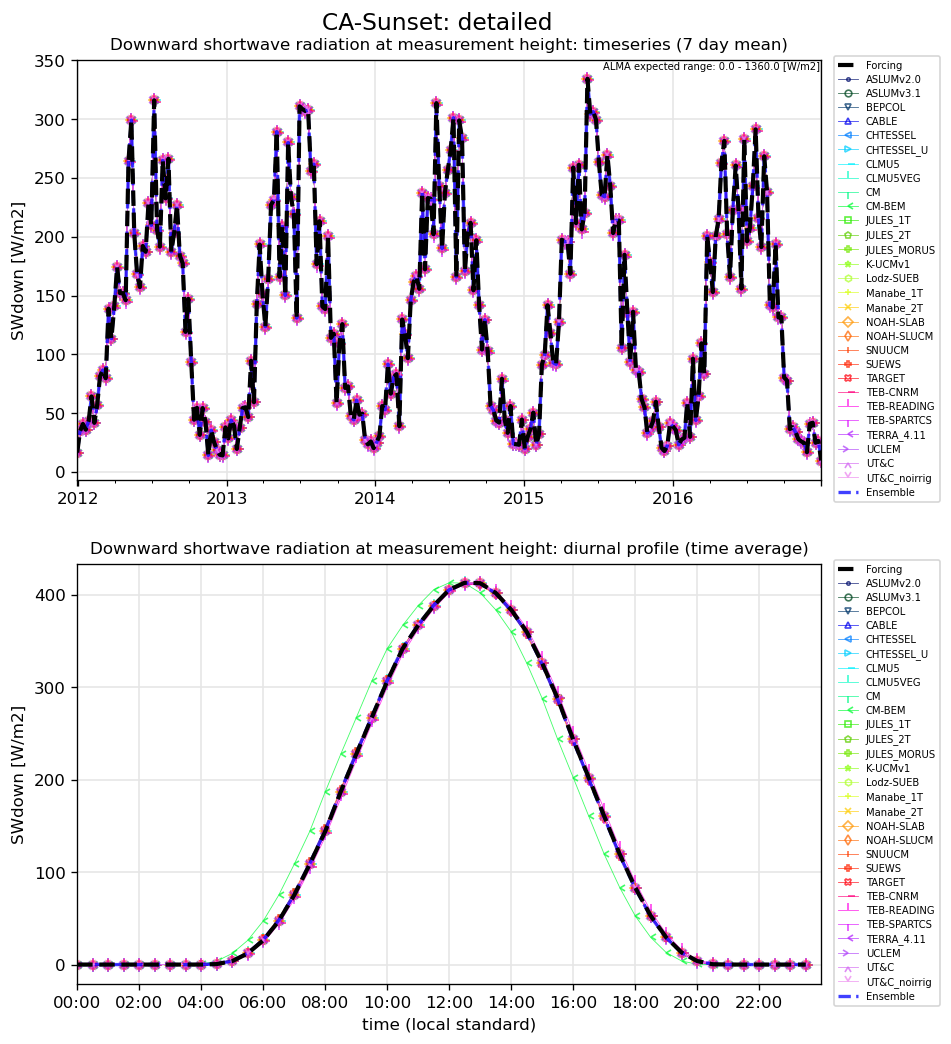 CA-Sunset: detailed
Downward shortwave radiation at measurement height: timeseries (7 day mean)
ALMA expected range: 0.0 - 1360.0 [W/m2]
SWdown [W/m2]
350
300
250
200
150
100
50
0
2012
2013
2014
2015
2016
Forcing
ASLUMv2.0
ASLUMv3.1
BEPCOL
CABLE
CHTESSEL
CHTESSEL_U
CLMU5
CLMU5VEG
CM
CM-BEM
JULES_1T
JULES_2T
JULES_MORUS
K-UCMv1
Lodz-SUEB
Manabe_1T
Manabe_2T
NOAH-SLAB
NOAH-SLUCM
SNUUCM
SUEWS
TARGET
TEB-CNRM
TEB-READING
TEB-SPARTCS
TERRA_4.11
UCLEM
UT&C
UT&C_noirrig
Ensemble
Downward shortwave radiation at measurement height: diurnal profile (time average)
SWdown [W/m2]
400
300
200
100
0
00:00
02:00
04:00
06:00
08:00
10:00
12:00
14:00
16:00
18:00
20:00
22:00
time (local standard)
Forcing
ASLUMv2.0
ASLUMv3.1
BEPCOL
CABLE
CHTESSEL
CHTESSEL_U
CLMU5
CLMU5VEG
CM
CM-BEM
JULES_1T
JULES_2T
JULES_MORUS
K-UCMv1
Lodz-SUEB
Manabe_1T
Manabe_2T
NOAH-SLAB
NOAH-SLUCM
SNUUCM
SUEWS
TARGET
TEB-CNRM
TEB-READING
TEB-SPARTCS
TERRA_4.11
UCLEM
UT&C
UT&C_noirrig
Ensemble